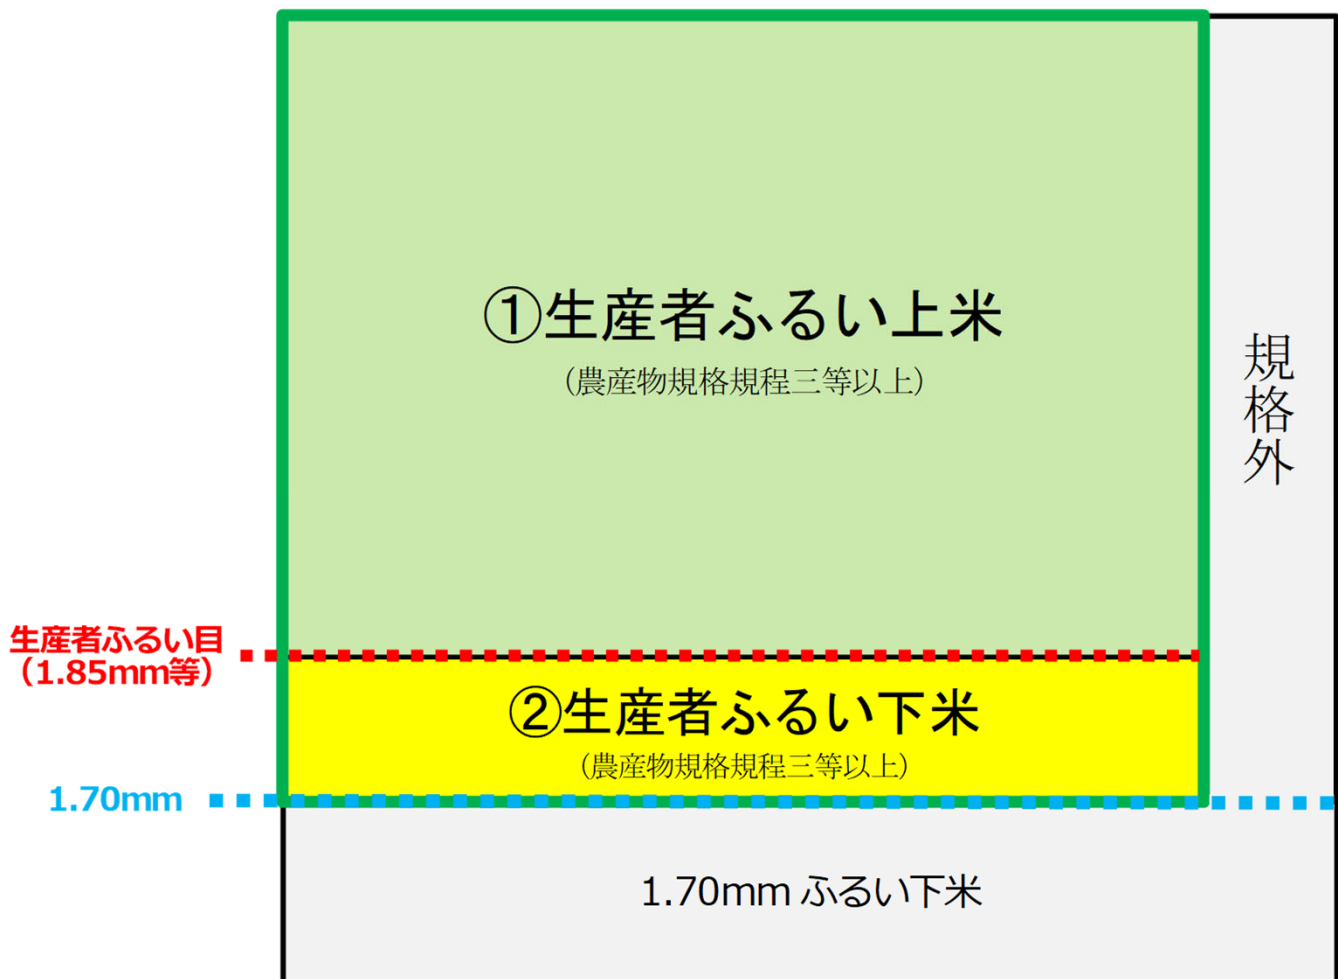 ①生産者ふるい上米
(農産物規格規程三等以上)
規格外
生産者ふるい目
(1.85mm等)
②生産者ふるい下米
(農産物規格規程三等以上)
1.70mm
1.70mm ふるい下米